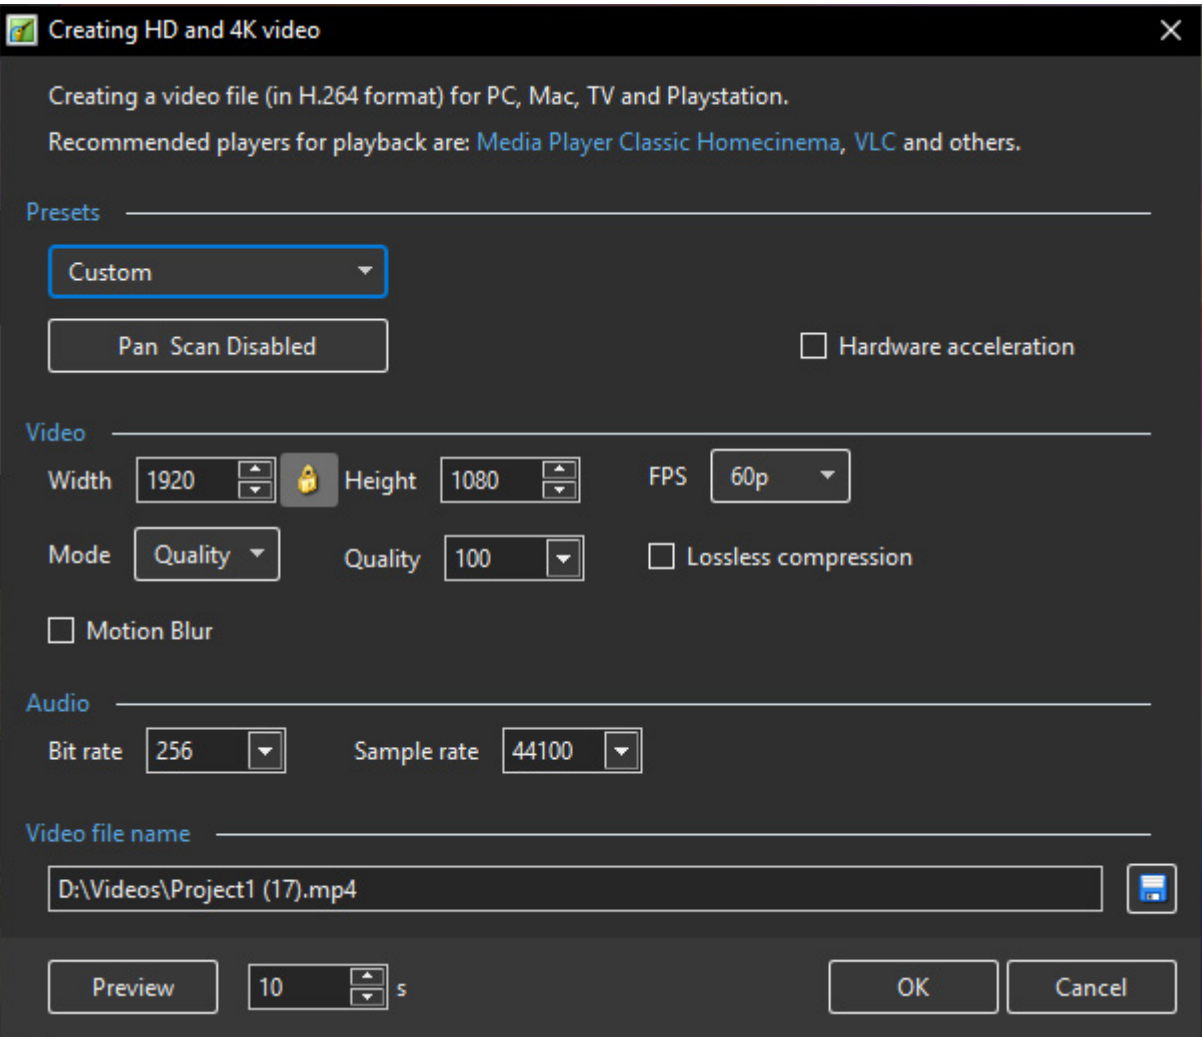 Creating HD and 4K video
Creating a video file (in H.264 format) for PC, Mac, TV and Playstation.
Recommended players for playback are: Media Player Classic Homecinema, VLC and others.
Presets
Custom
Pan  Scan Disabled
Hardware acceleration
Video
Width 1920 Height 1080 FPS 60p
Mode Quality Quality 100 Lossless compression
Motion Blur
Audio
Bit rate 256 Sample rate 44100
Video file name
D:\Videos\Project1 (17).mp4
Preview 10 s OK Cancel